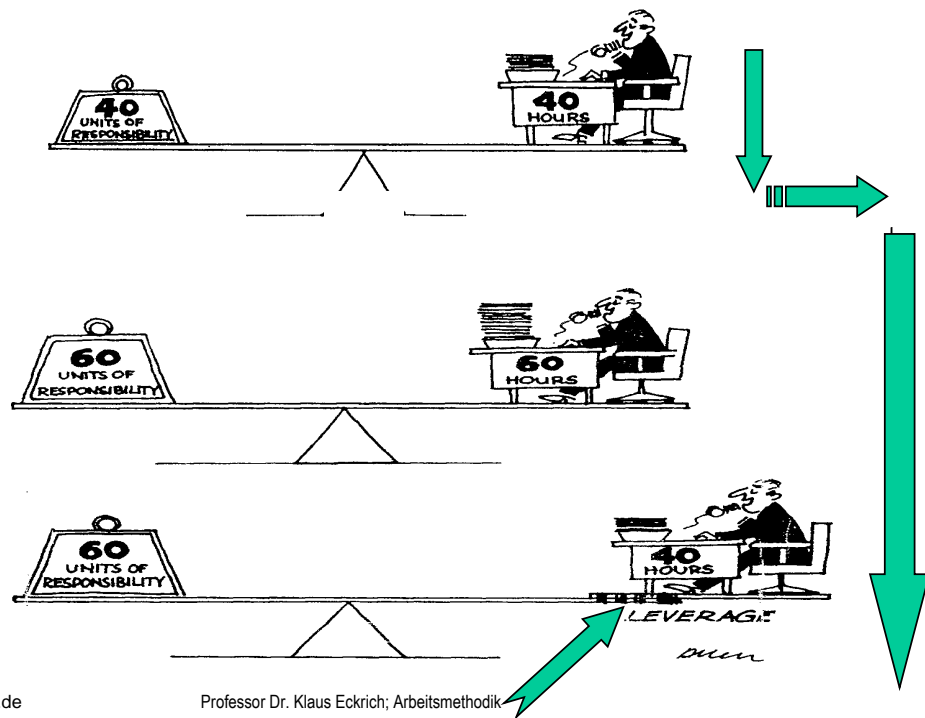 40
UNITS OF
RESPONSIBILITY
40
HOURS
60
UNITS OF
RESPONSIBILITY
60
HOURS
60
UNITS OF
RESPONSIBILITY
40
HOURS
LEVERAGE
de
Professor Dr. Klaus Eckrich; Arbeitsmethodik